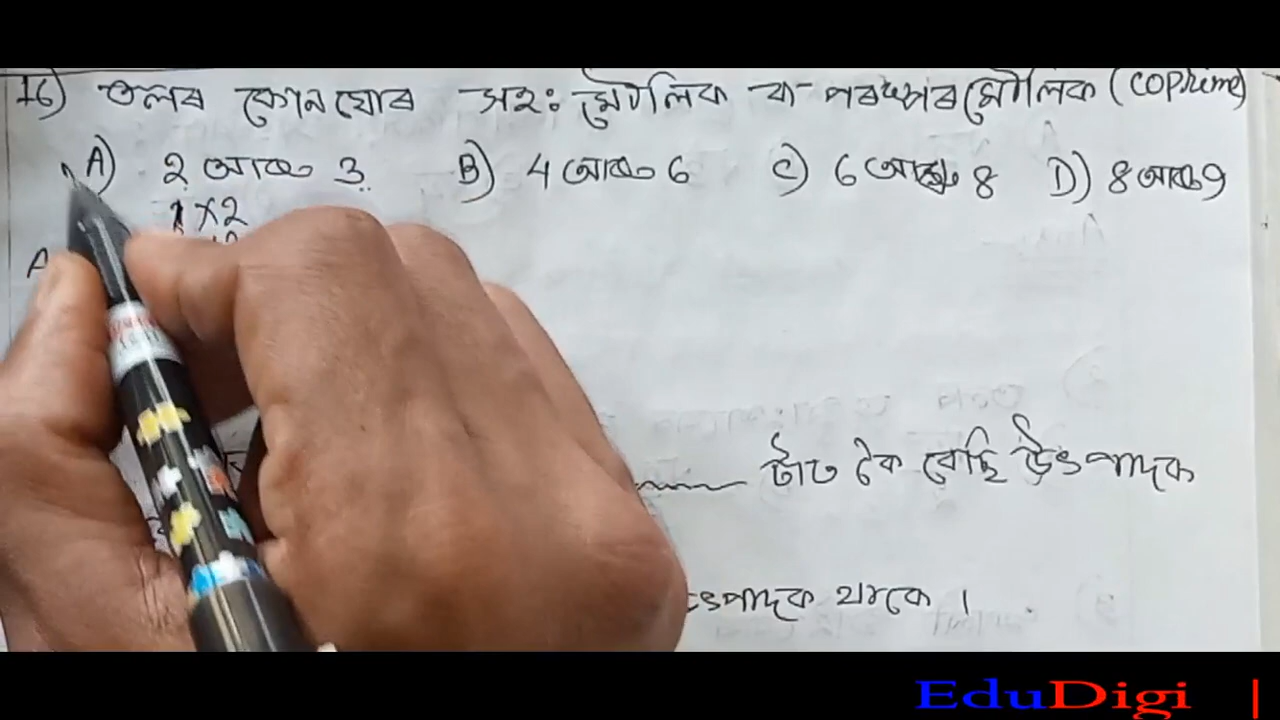 16) তলৰ কোনযোৰ সহঃ মৌলিক বা পৰস্পৰ মৌলিক (coprime)
A) 2 আৰু 3 B) 4 আৰু 6 C) 6 আৰু 8 D) 8 আৰু 9
1 X 2
A
টাত টক বেছি উৎপাদক
উৎপাদক থাকে ।
EduDigi |